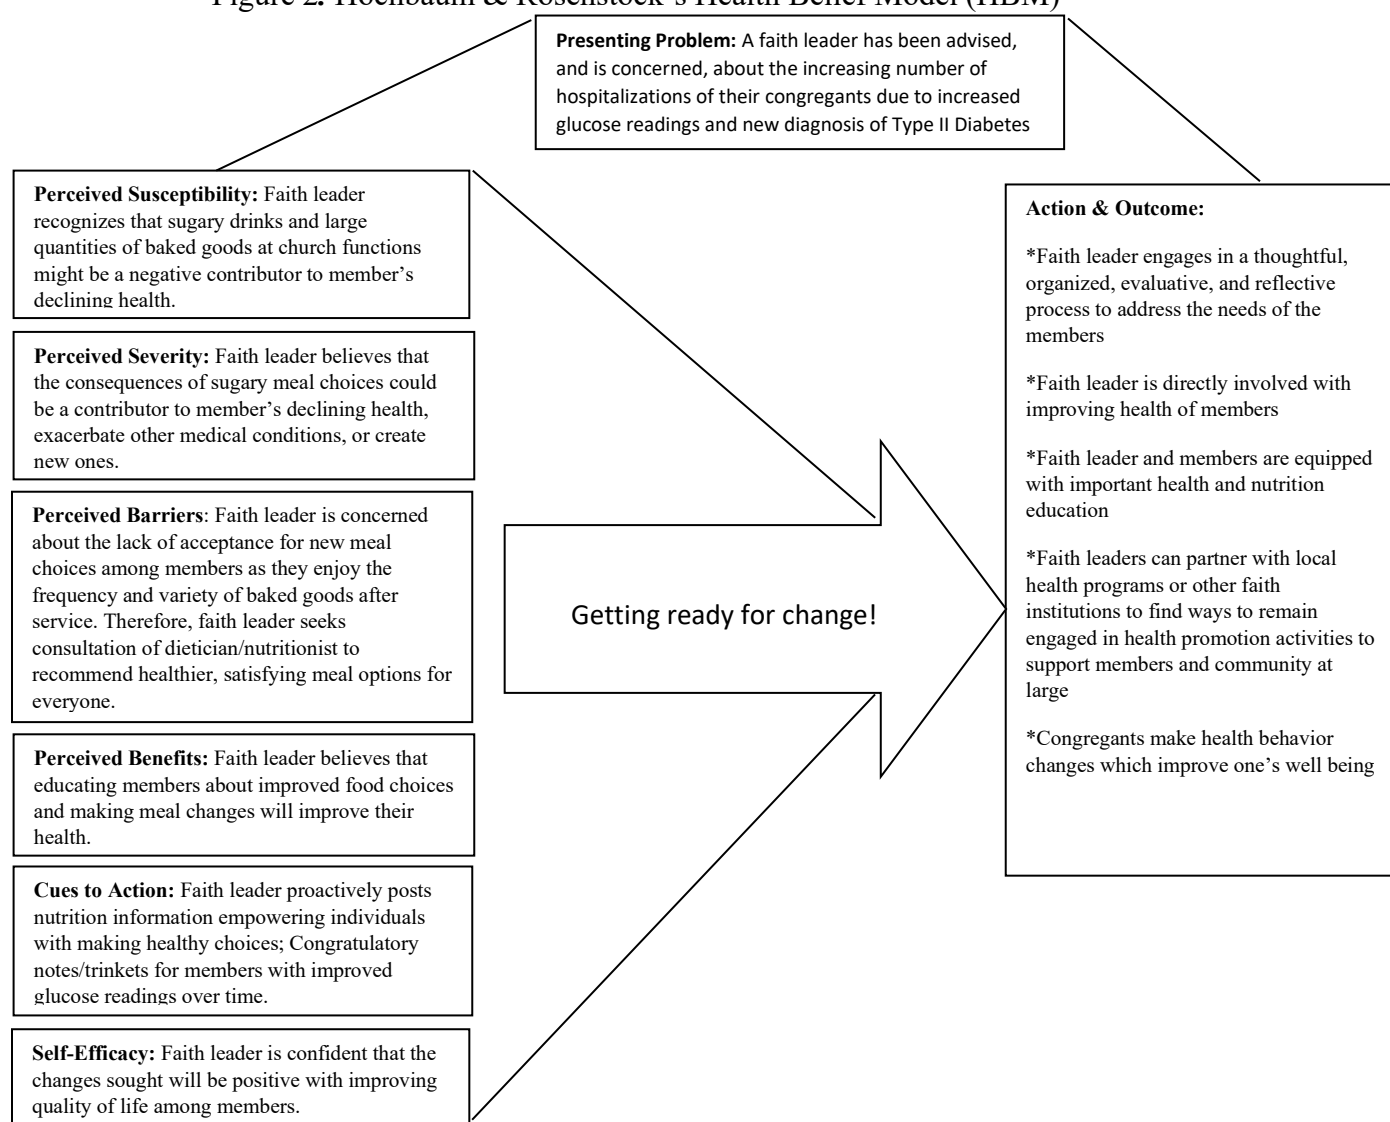 Figure 2. Hochbaum & Rosenstock's Health Belief Model (HBM)
Presenting Problem: A faith leader has been advised,
and is concerned, about the increasing number of
hospitalizations of their congregants due to increased
glucose readings and new diagnosis of Type II Diabetes
Perceived Susceptibility: Faith leader
recognizes that sugary drinks and large
quantities of baked goods at church functions
might be a negative contributor to member's
declining health.
Perceived Severity: Faith leader believes that
the consequences of sugary meal choices could
be a contributor to member's declining health,
exacerbate other medical conditions, or create
new ones.
Perceived Barriers: Faith leader is concerned
about the lack of acceptance for new meal
choices among members as they enjoy the
frequency and variety of baked goods after
service. Therefore, faith leader seeks
consultation of dietician/nutritionist to
recommend healthier, satisfying meal options for
everyone.
Perceived Benefits: Faith leader believes that
educating members about improved food choices
and making meal changes will improve their
health.
Cues to Action: Faith leader proactively posts
nutrition information empowering individuals
with making healthy choices; Congratulatory
notes/trinkets for members with improved
glucose readings over time.
Self-Efficacy: Faith leader is confident that the
changes sought will be positive with improving
quality of life among members.
Getting ready for change!
Action & Outcome:
*Faith leader engages in a thoughtful,
organized, evaluative, and reflective
process to address the needs of the
members
*Faith leader is directly involved with
improving health of members
*Faith leader and members are equipped
with important health and nutrition
education
*Faith leaders can partner with local
health programs or other faith
institutions to find ways to remain
engaged in health promotion activities to
support members and community at
large
*Congregants make health behavior
changes which improve one's well being